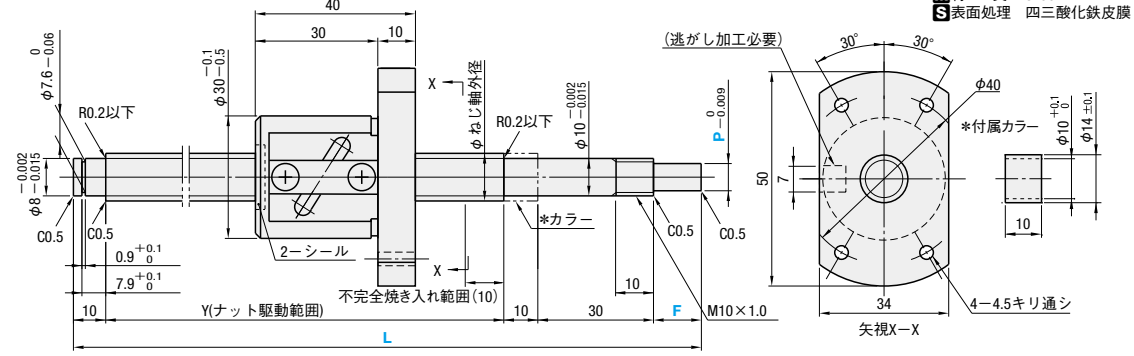 S表面処理 四三酸化鉄皮膜
40
30
10
φ7.6 0 -0.06
φ30 -0.1 -0.5
R0.2以下
φ8 -0.002 -0.015
C0.5
C0.5
0.9 +0.1 0
7.9 +0.1 0
10
Y(ナット駆動範囲)
2-シール
X
X
φねじ軸外径
R0.2以下
φ10 -0.002 -0.015
P 0 -0.009
*カラー
不完全焼き入れ範囲(10)
10
30
10
F
C0.5
C0.5
M10×1.0
L
(逃がし加工必要)
30°
30°
φ40
50
7
34
4-4.5キリ通シ
矢視X-X
*付属カラー
φ10 +0.1 0
φ14 ±0.1
10